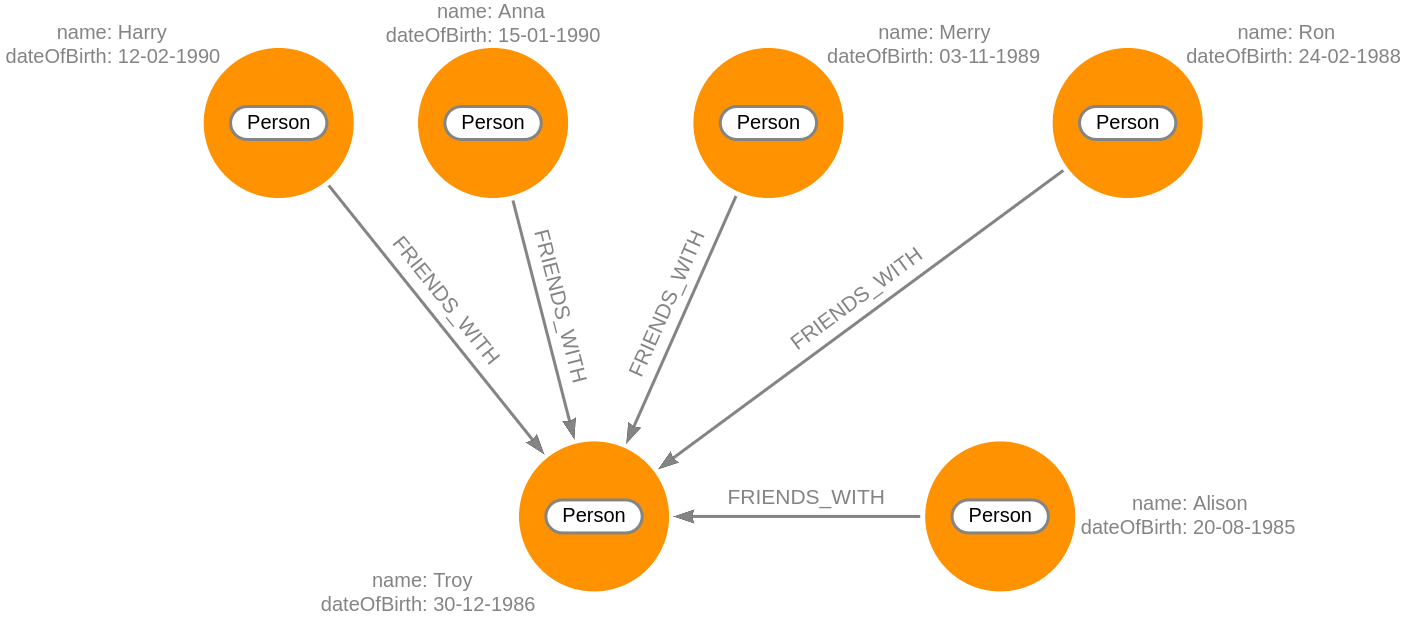 name: Harry
dateOfBirth: 12-02-1990
name: Anna
dateOfBirth: 15-01-1990
name: Merry
dateOfBirth: 03-11-1989
name: Ron
dateOfBirth: 24-02-1988
Person
Person
Person
Person
FRIENDS_WITH
FRIENDS_WITH
FRIENDS_WITH
FRIENDS_WITH
Person
FRIENDS_WITH
Person
name: Alison
dateOfBirth: 20-08-1985
name: Troy
dateOfBirth: 30-12-1986